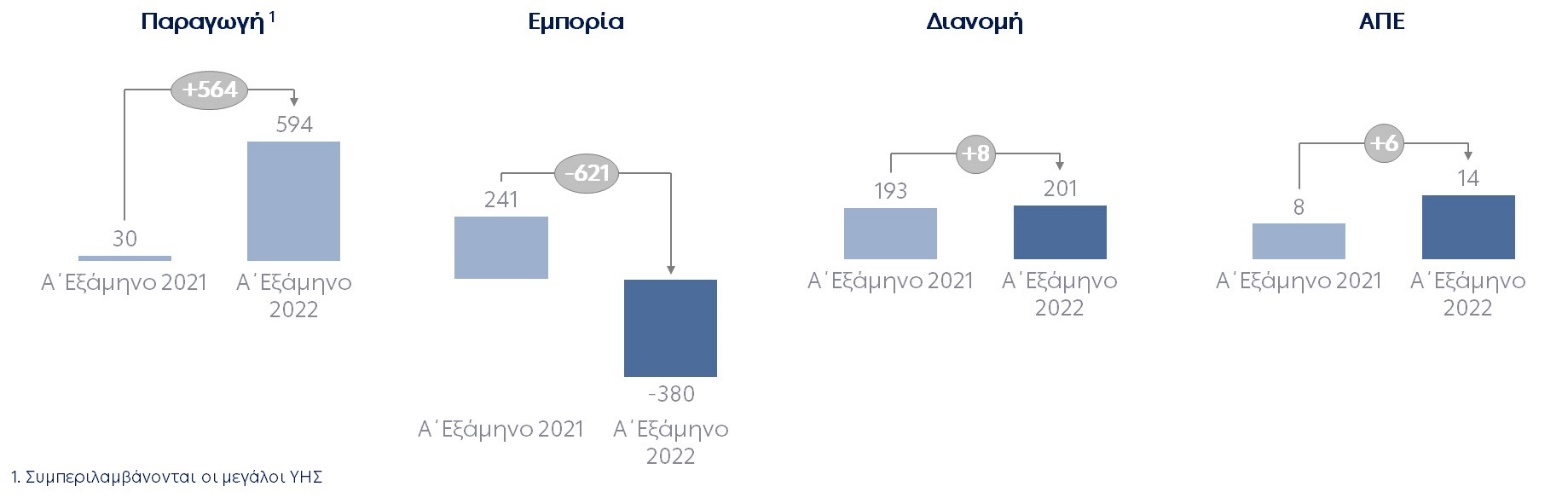 Παραγωγή 1
+564
30
594
Α΄Εξάμηνο 2021
Α΄Εξάμηνο
2022
Εμπορία
-621
241
-380
Α΄Εξάμηνο 2021
Α΄Εξάμηνο
2022
Διανομή
+8
193
201
Α΄Εξάμηνο 2021
Α΄Εξάμηνο
2022
ΑΠΕ
+6
8
14
Α΄Εξάμηνο 2021
Α΄Εξάμηνο
2022
1. Συμπεριλαμβάνονται οι μεγάλοι ΥΗΣ